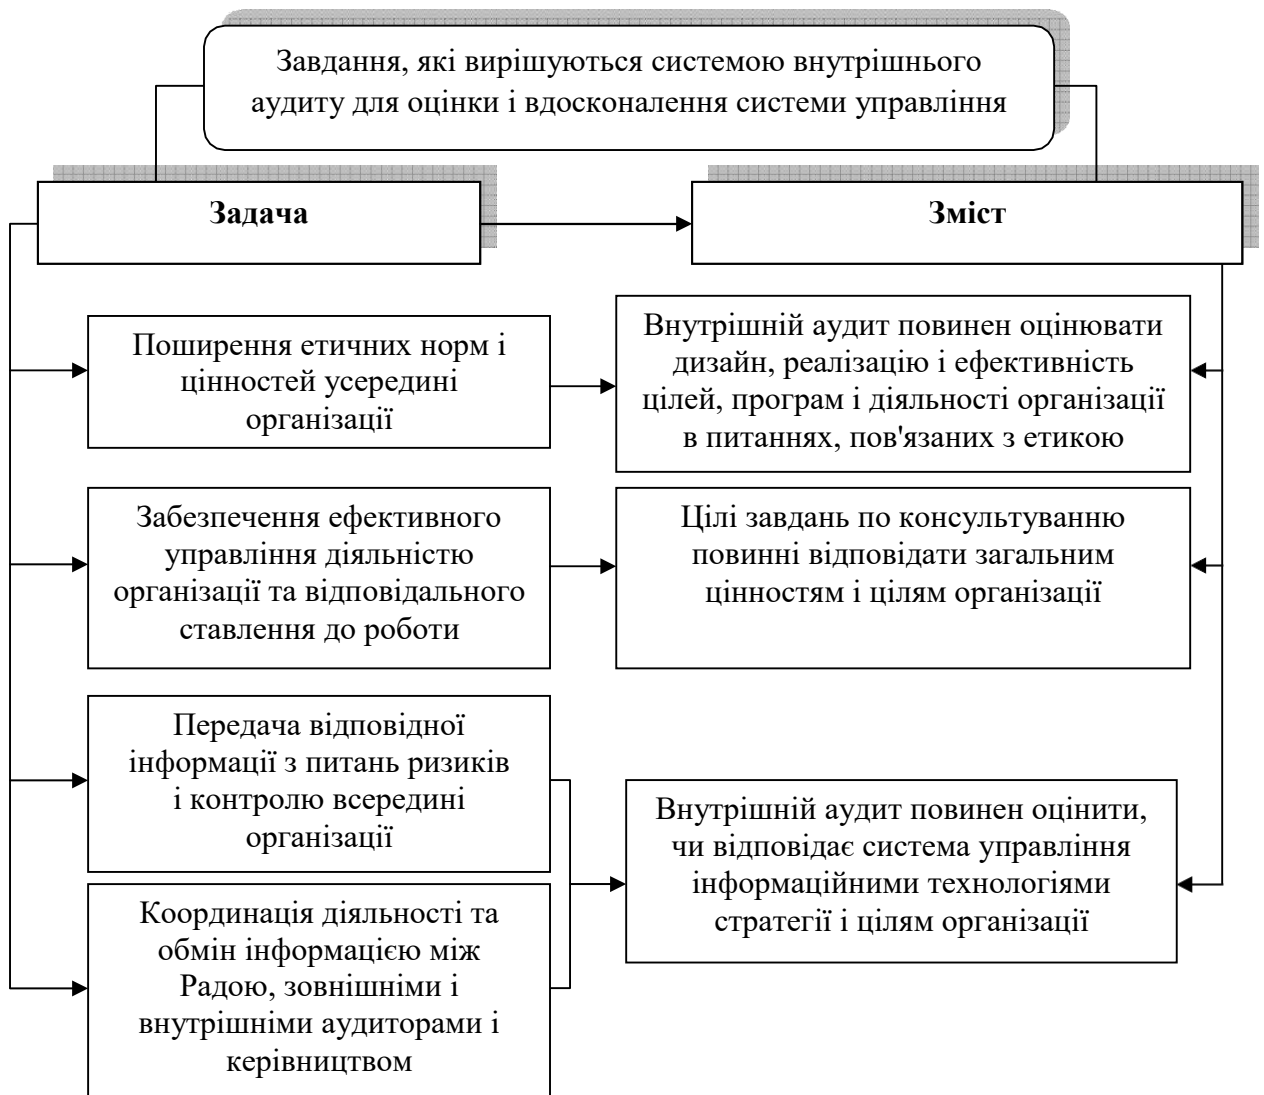 Завдання, які вирішуються системою внутрішнього
аудиту для оцінки і вдосконалення системи управління
Задача
Зміст
Поширення етичних норм і
цінностей усередині
організації
Внутрішній аудит повинен оцінювати
дизайн, реалізацію і ефективність
цілей, програм і діяльності організації
в питаннях, пов'язаних з етикою
Забезпечення ефективного
управління діяльністю
організації та відповідального
ставлення до роботи
Цілі завдань по консультуванню
повинні відповідати загальним
цінностям і цілям організації
Передача відповідної
інформації з питань ризиків
і контролю всередині
організації
Координація діяльності та
обмін інформацією між
Радою, зовнішніми і
внутрішніми аудиторами і
керівництвом
Внутрішній аудит повинен оцінити,
чи відповідає система управління
інформаційними технологіями
стратегії і цілям організації